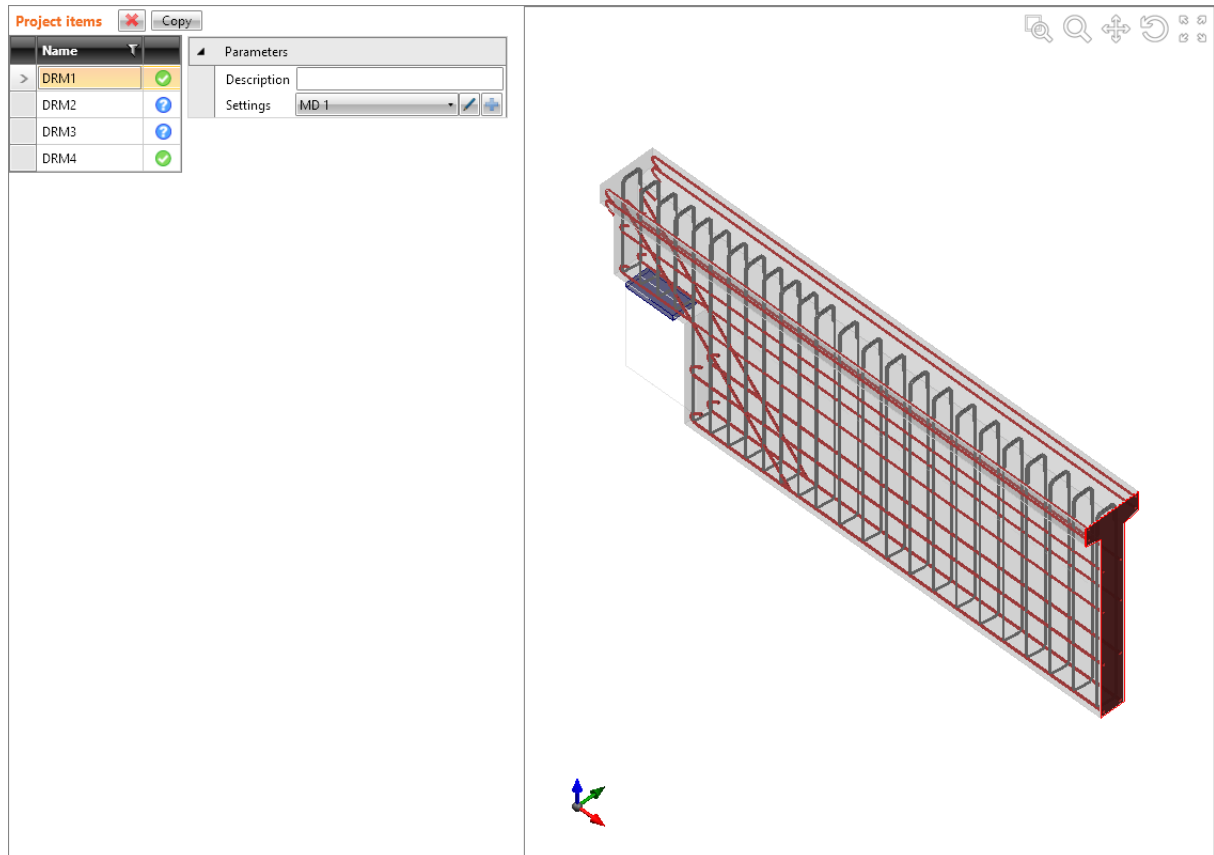 Project items Copy
Name
DRM1
DRM2
DRM3
DRM4
Parameters
Description
Settings MD 1